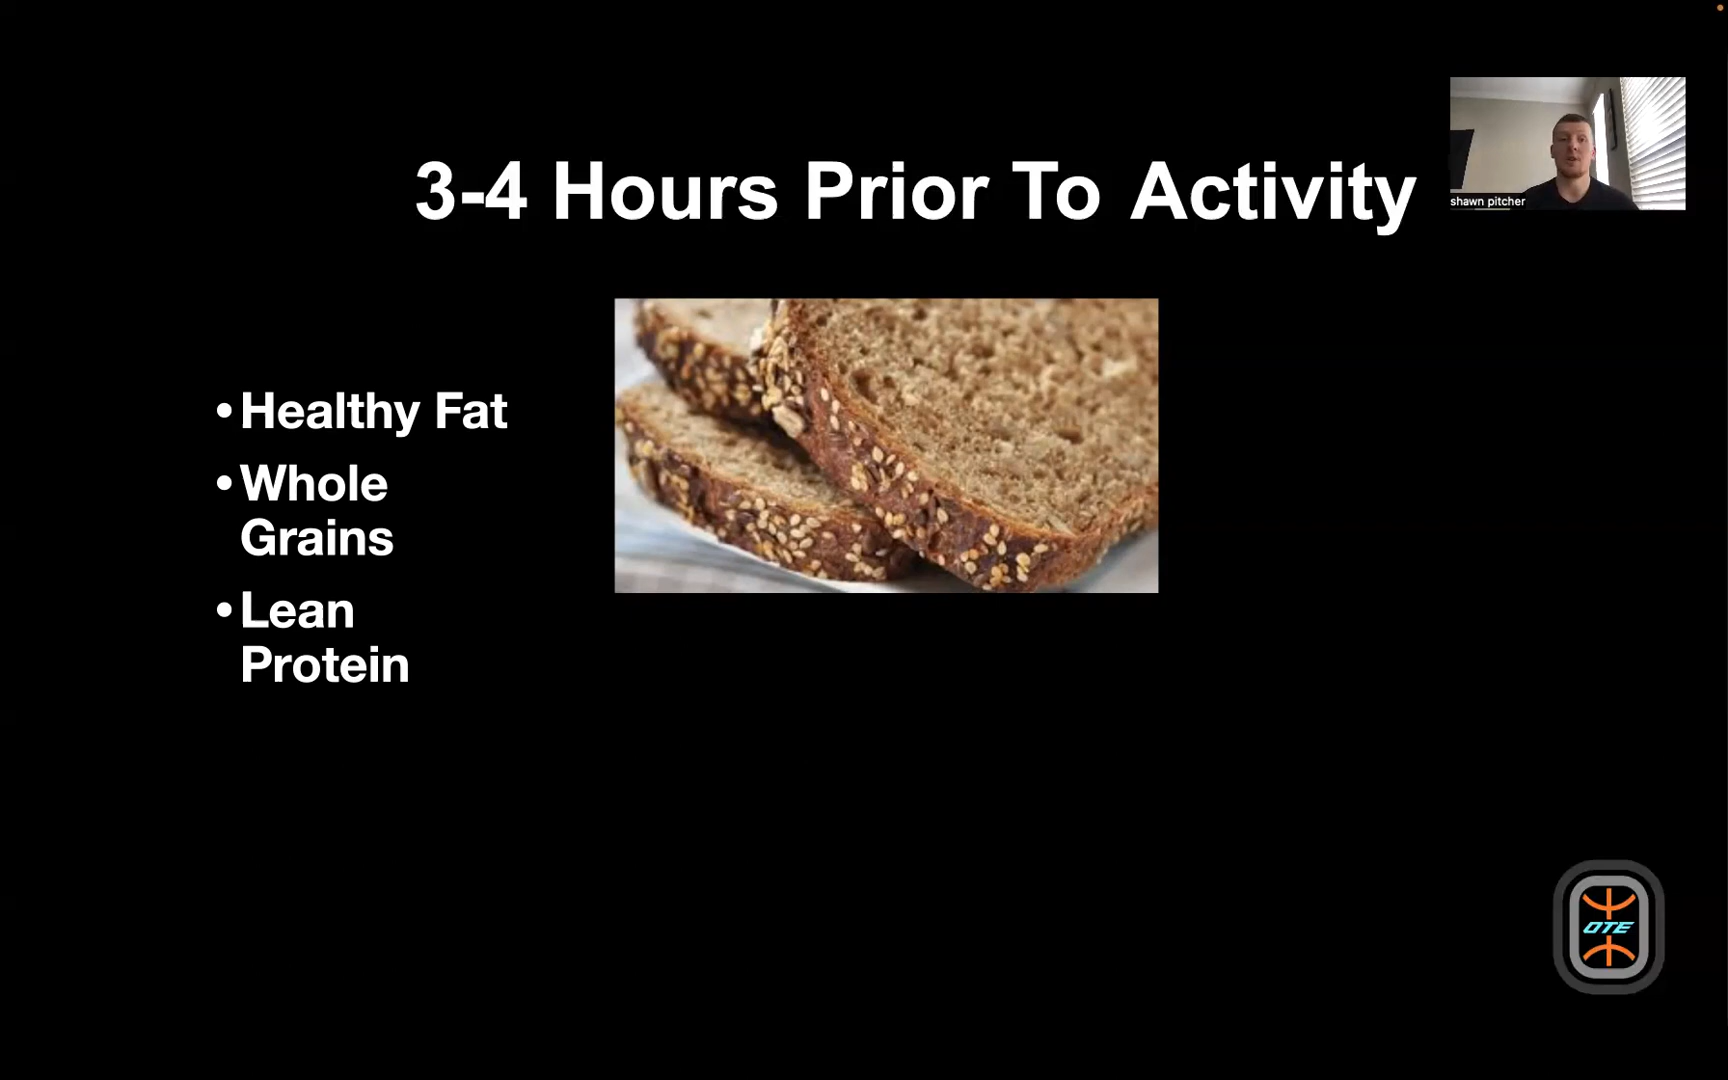 3-4 Hours Prior To Activity
shawn pitcher
•Healthy Fat
•Whole
Grains
•Lean
Protein
OTE